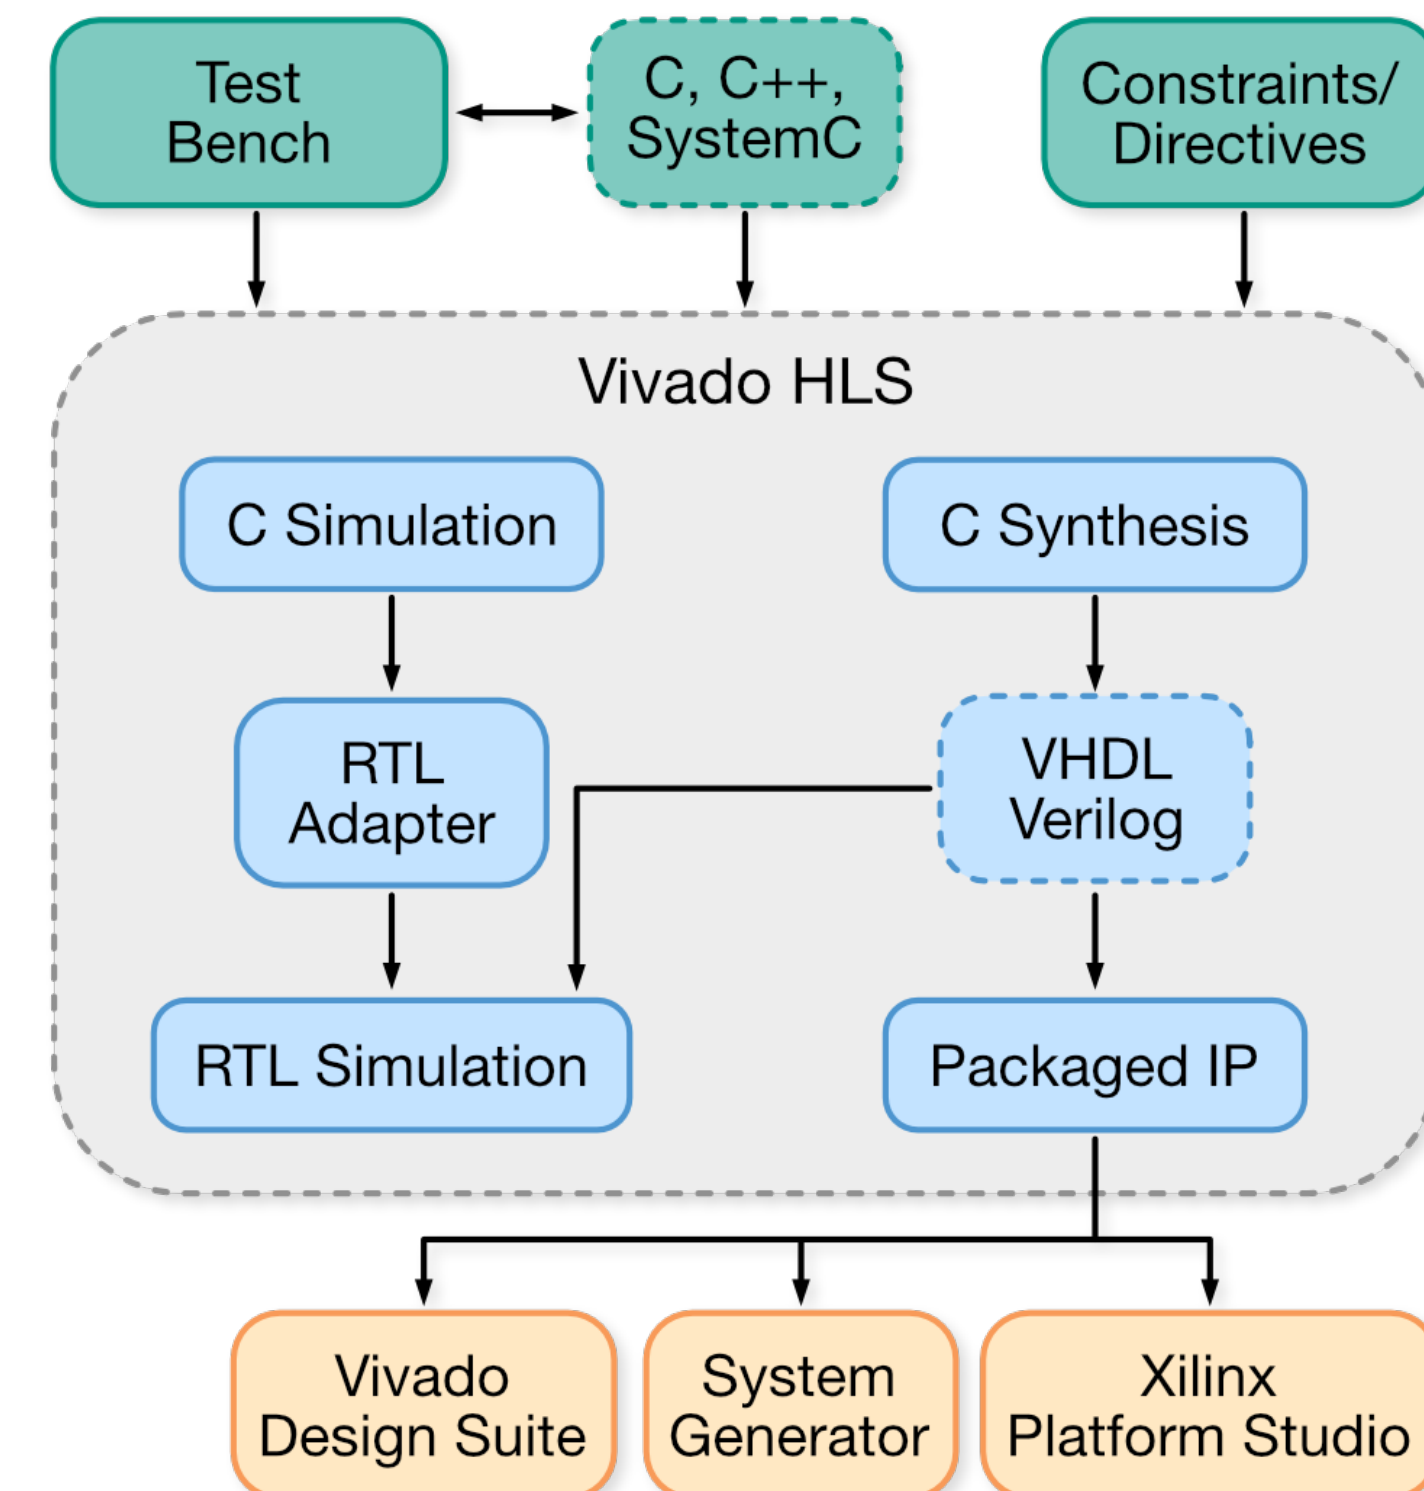 Test
Bench
C, C++,
SystemC
Constraints/
Directives
Vivado HLS
C Simulation
C Synthesis
RTL
Adapter
VHDL
Verilog
RTL Simulation
Packaged IP
Vivado
Design Suite
System
Generator
Xilinx
Platform Studio